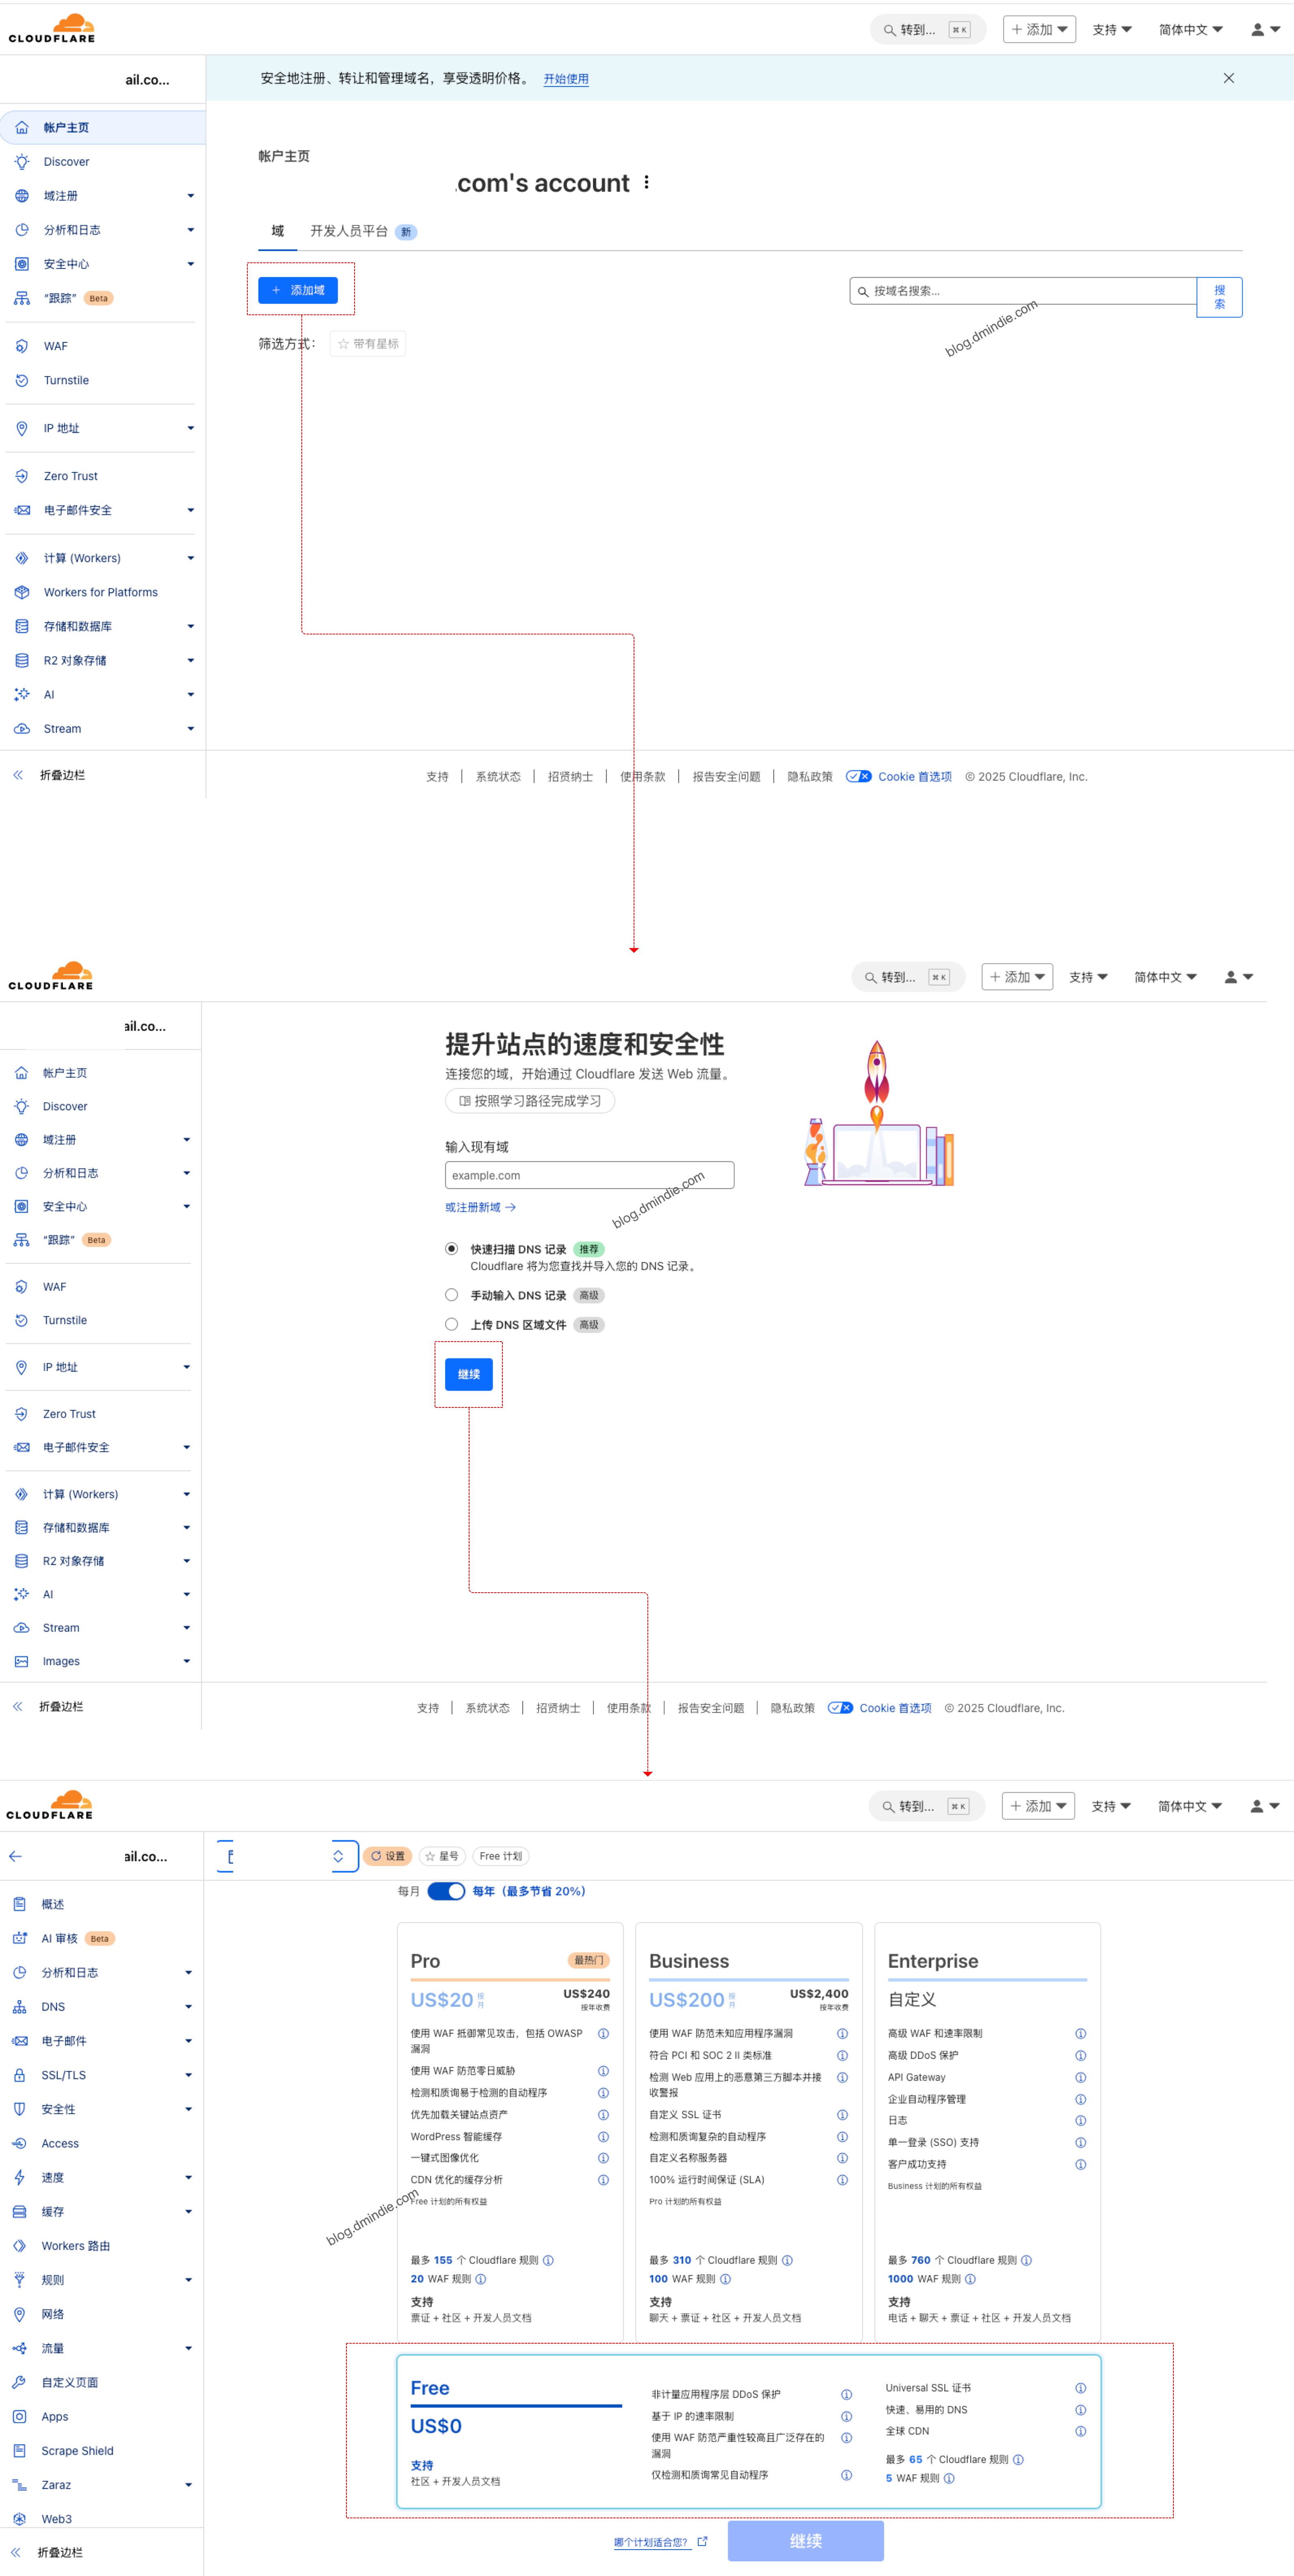 CLOUDFLARE
转到... ⌘ K
+ 添加
支持
简体中文
ail.co...
安全地注册、转让和管理域名，享受透明价格。 开始使用
帐户主页
Discover
域注册
分析和日志
安全中心
“跟踪” Beta
WAF
Turnstile
IP 地址
Zero Trust
电子邮件安全
计算 (Workers)
Workers for Platforms
存储和数据库
R2 对象存储
AI
Stream
折叠边栏
帐户主页
.com's account
域
开发人员平台 新
+ 添加域
按域名搜索...
搜索
blog.dmindie.com
筛选方式：
带有星标
支持
系统状态
招贤纳士
使用条款
报告安全问题
隐私政策
Cookie 首选项
© 2025 Cloudflare, Inc.
CLOUDFLARE
转到... ⌘ K
+ 添加
支持
简体中文
ail.co...
帐户主页
Discover
域注册
分析和日志
安全中心
“跟踪” Beta
WAF
Turnstile
IP 地址
Zero Trust
电子邮件安全
计算 (Workers)
存储和数据库
R2 对象存储
AI
Stream
Images
折叠边栏
提升站点的速度和安全性
连接您的域，开始通过 Cloudflare 发送 Web 流量。
按照学习路径完成学习
输入现有域
example.com
blog.dmindie.com
或注册新域 →
快速扫描 DNS 记录 推荐
Cloudflare 将为您查找并导入您的 DNS 记录。
手动输入 DNS 记录 高级
上传 DNS 区域文件 高级
继续
支持
系统状态
招贤纳士
使用条款
报告安全问题
隐私政策
Cookie 首选项
© 2025 Cloudflare, Inc.
CLOUDFLARE
转到... ⌘ K
+ 添加
支持
简体中文
ail.co...
设置
星号
Free 计划
概述
AI 审核 Beta
分析和日志
DNS
电子邮件
SSL/TLS
安全性
Access
速度
缓存
Workers 路由
规则
网络
流量
自定义页面
Apps
Scrape Shield
Zaraz
Web3
折叠边栏
每月
每年（最多节省 20%）
Pro
最热门
US$20 按月
US$240
按年收费
使用 WAF 抵御常见攻击，包括 OWASP
漏洞
使用 WAF 防范零日威胁
检测和质询易于检测的自动程序
优先加载关键站点资产
WordPress 智能缓存
一键式图像优化
CDN 优化的缓存分析
Free 计划的所有权益
blog.dmindie.com
最多 155 个 Cloudflare 规则
20 WAF 规则
支持
票证 + 社区 + 开发人员文档
Business
US$200 按月
US$2,400
按年收费
使用 WAF 防范未知应用程序漏洞
符合 PCI 和 SOC 2 II 类标准
检测 Web 应用上的恶意第三方脚本并接
收警报
自定义 SSL 证书
检测和质询复杂的自动程序
自定义名称服务器
100% 运行时间保证 (SLA)
Pro 计划的所有权益
最多 310 个 Cloudflare 规则
100 WAF 规则
支持
聊天 + 票证 + 社区 + 开发人员文档
Enterprise
自定义
高级 WAF 和速率限制
高级 DDoS 保护
API Gateway
企业自动程序管理
日志
单一登录 (SSO) 支持
客户成功支持
Business 计划的所有权益
最多 760 个 Cloudflare 规则
1000 WAF 规则
支持
电话 + 聊天 + 票证 + 社区 + 开发人员文档
Free
US$0
支持
社区 + 开发人员文档
非计量应用程序层 DDoS 保护
基于 IP 的速率限制
使用 WAF 防范严重性较高且广泛存在的
漏洞
仅检测和质询常见自动程序
Universal SSL 证书
快速、易用的 DNS
全球 CDN
最多 65 个 Cloudflare 规则
5 WAF 规则
哪个计划适合您？
继续